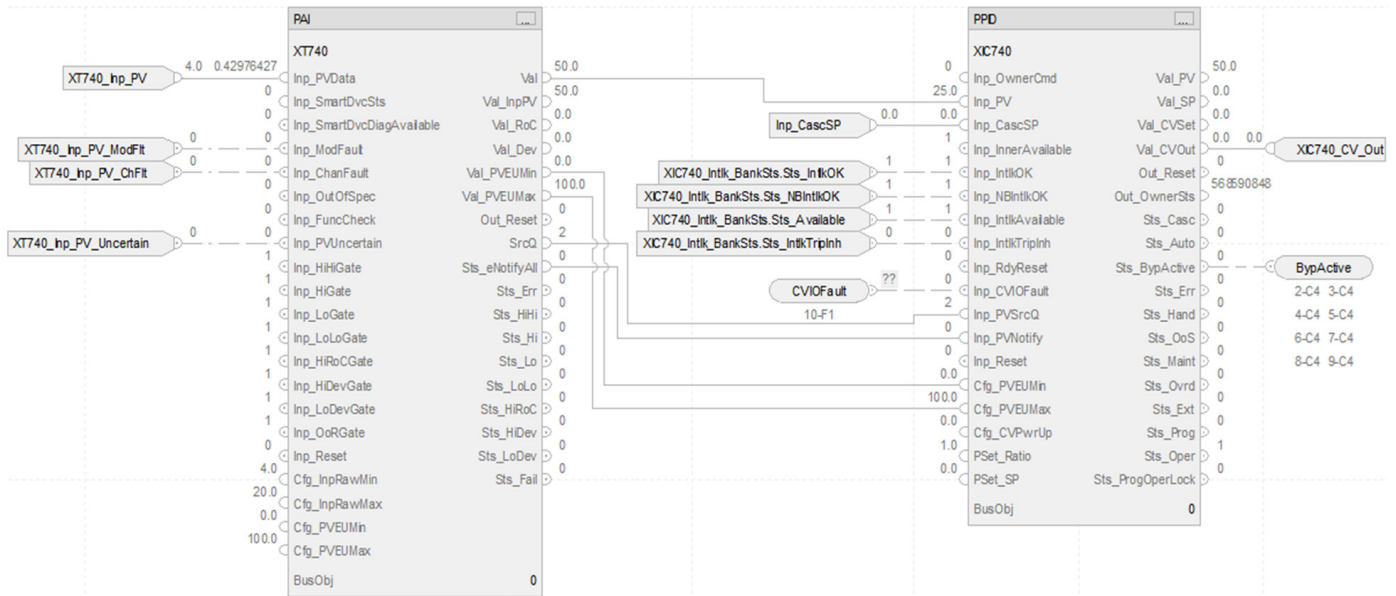 PAI
...
XT740
XT740_Inp_PV
4.0 0.42976427 Inp_PVData Val 50.0
0 Inp_SmartDvcSts Val_InpPV 50.0
0 Inp_SmartDvcDiagAvailable Val_RoC 0.0
XT740_Inp_PV_ModFlt 0 0 Inp_ModFault Val_Dev 0.0
XT740_Inp_PV_ChFlt 0 0 Inp_ChanFault Val_PVEUMin 0.0
0 Inp_OutOfSpec Val_PVEUMax 100.0
0 Inp_FuncCheck Out_Reset 0
XT740_Inp_PV_Uncertain 0 0 Inp_PVUncertain SrcQ 2
1 Inp_HiHiGate Sts_eNotifyAll 0
1 Inp_HiGate Sts_Err 0
1 Inp_LoGate Sts_HiHi 0
1 Inp_LoLoGate Sts_Hi 0
1 Inp_HiRoCGate Sts_Lo 0
1 Inp_HiDevGate Sts_LoLo 0
1 Inp_LoDevGate Sts_HiRoC 0
1 Inp_OoRGate Sts_HiDev 0
0 Inp_Reset Sts_LoDev 0
4.0 Cfg_InpRawMin Sts_Fail 0
20.0 Cfg_InpRawMax
0.0 Cfg_PVEUMin
100.0 Cfg_PVEUMax
BusObj 0
PPID
...
XIC740
0 Inp_OwnerCmd Val_PV 50.0
25.0 Inp_PV Val_SP 0.0
Inp_CascSP 0.0 0.0 Inp_CascSP Val_CVSet 0.0
1 Inp_InnerAvailable Val_CVOut 0.0 0.0 XIC740_CV_Out
XIC740_Intlk_BankSts.Sts_IntlkOK 1 1 Inp_IntlkOK Out_Reset 0
XIC740_Intlk_BankSts.Sts_NBIntlkOK 1 1 Inp_NBIntlkOK Out_OwnerSts 568590848
XIC740_Intlk_BankSts.Sts_Available 1 1 Inp_IntlkAvailable Sts_Casc 0
XIC740_Intlk_BankSts.Sts_IntlkTripInh 0 0 Inp_IntlkTripInh Sts_Auto 0
0 Inp_RdyReset Sts_BypActive 0 BypActive
CVIOFault ?? 0 Inp_CVIOFault Sts_Err 0 2-C4 3-C4
10-F1 2 Inp_PVSrcQ Sts_Hand 0 4-C4 5-C4
0 Inp_PVNotify Sts_OoS 0 6-C4 7-C4
0 Inp_Reset Sts_Maint 0 8-C4 9-C4
0.0 Cfg_PVEUMin Sts_Ovrd 0
100.0 Cfg_PVEUMax Sts_Ext 0
0.0 Cfg_CVPwrUp Sts_Prog 0
1.0 PSet_Ratio Sts_Oper 1
0.0 PSet_SP Sts_ProgOperLock 0
BusObj 0